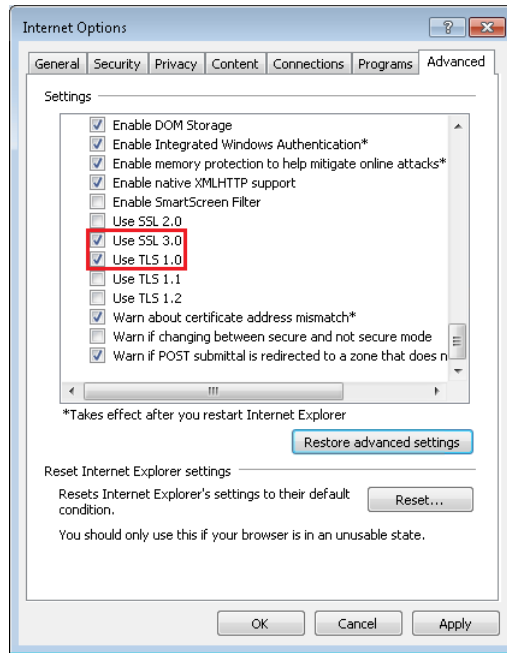 Internet Options
General Security Privacy Content Connections Programs Advanced
Settings
Enable DOM Storage
Enable Integrated Windows Authentication*
Enable memory protection to help mitigate online attacks*
Enable native XMLHTTP support
Enable SmartScreen Filter
Use SSL 2.0
Use SSL 3.0
Use TLS 1.0
Use TLS 1.1
Use TLS 1.2
Warn about certificate address mismatch*
Warn if changing between secure and not secure mode
Warn if POST submittal is redirected to a zone that does n
*Takes effect after you restart Internet Explorer
Restore advanced settings
Reset Internet Explorer settings
Resets Internet Explorer's settings to their default
condition.
Reset...
You should only use this if your browser is in an unusable state.
OK Cancel Apply